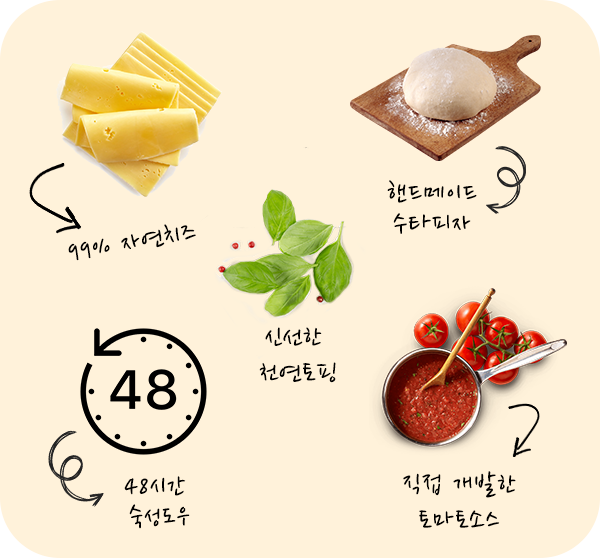 99% 자연치즈
핸드메이드
수타피자
신선한
천연토핑
48
48시간
숙성도우
직접 개발한
토마토소스